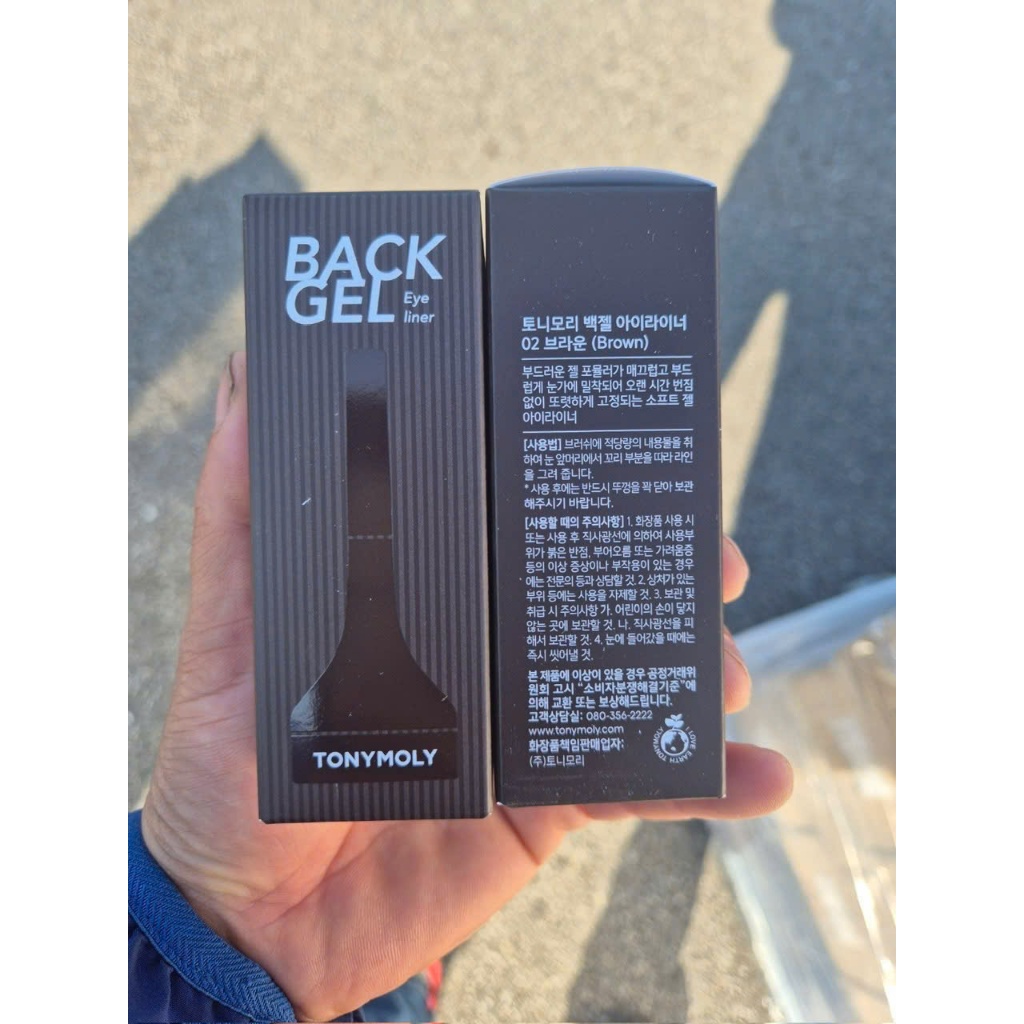 BACK
GEL Eye
liner
TONYMOLY
토니모리 백젤 아이라이너
02 브라운 (Brown)
부드러운 젤 포뮬러가 매끄럽고 부드
럽게 눈가에 밀착되어 오랜 시간 번짐
없이 또렷하게 고정되는 소프트 젤
아이라이너
[사용법] 브러쉬에 적당량의 내용물을 취
하여 눈 앞머리에서 꼬리 부분을 따라 라인
을 그려 줍니다.
* 사용 후에는 반드시 뚜껑을 꽉 닫아 보관
해주시기 바랍니다.
[사용할 때의 주의사항] 1. 화장품 사용 시
또는 사용 후 직사광선에 의하여 사용부
위가 붉은 반점, 부어오름 또는 가려움증
등의 이상 증상이나 부작용이 있는 경우
에는 전문의 등과 상담할 것. 2. 상처가 있는
부위 등에는 사용을 자제할 것. 3. 보관 및
취급 시 주의사항 가. 어린이의 손이 닿지
않는 곳에 보관할 것. 나. 직사광선을 피
해서 보관할 것. 4. 눈에 들어갔을 때에는
즉시 씻어낼 것.
본 제품에 이상이 있을 경우 공정거래위
원회 고시 "소비자분쟁해결기준"에
의해 교환 또는 보상해드립니다.
고객상담실: 080-356-2222
www.tonymoly.com
화장품책임판매업자:
(주)토니모리
I LOVE EARTH TONYMOLY